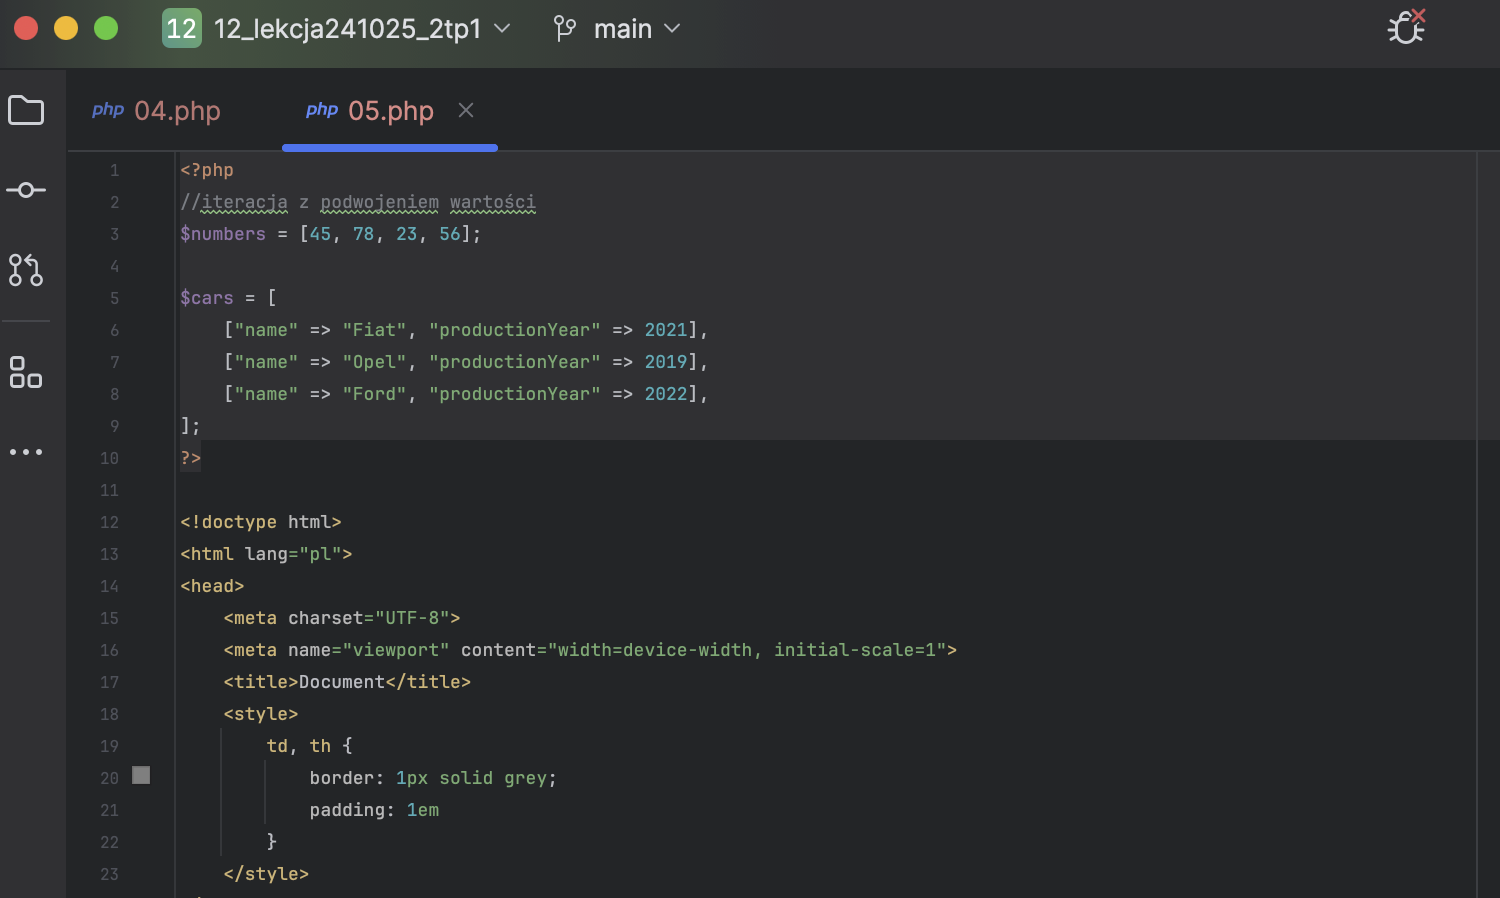 12 12_lekcja241025_2tp1 main
php 04.php php 05.php
1 <?php
2 //iteracja z podwojeniem wartości
3 $numbers = [45, 78, 23, 56];
4
5 $cars = [
6 ["name" => "Fiat", "productionYear" => 2021],
7 ["name" => "Opel", "productionYear" => 2019],
8 ["name" => "Ford", "productionYear" => 2022],
9 ];
10 ?>
11
12 <!doctype html>
13 <html lang="pl">
14 <head>
15 <meta charset="UTF-8">
16 <meta name="viewport" content="width=device-width, initial-scale=1">
17 <title>Document</title>
18 <style>
19 td, th {
20 border: 1px solid grey;
21 padding: 1em
22 }
23 </style>